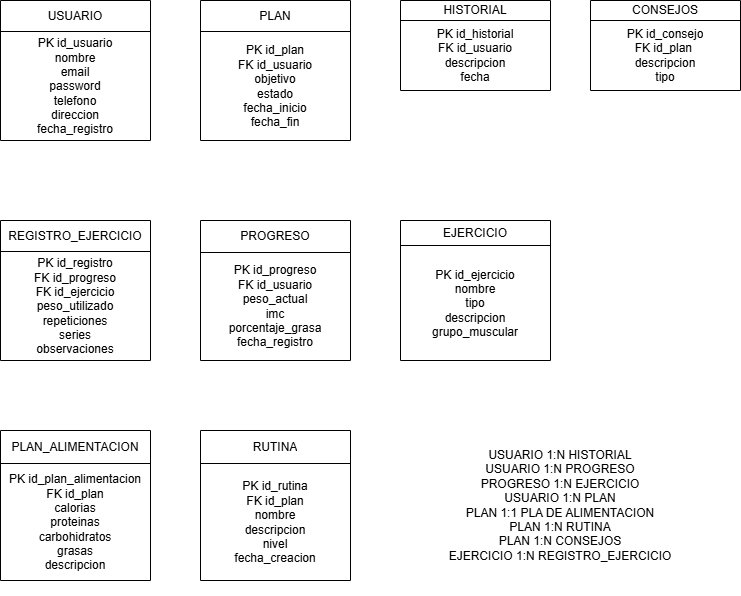 USUARIO
PK id_usuario
nombre
email
password
telefono
direccion
fecha_registro
PLAN
PK id_plan
FK id_usuario
objetivo
estado
fecha_inicio
fecha_fin
HISTORIAL
PK id_historial
FK id_usuario
descripcion
fecha
CONSEJOS
PK id_consejo
FK id_plan
descripcion
tipo
REGISTRO_EJERCICIO
PK id_registro
FK id_progreso
FK id_ejercicio
peso_utilizado
repeticiones
series
observaciones
PROGRESO
PK id_progreso
FK id_usuario
peso_actual
imc
porcentaje_grasa
fecha_registro
EJERCICIO
PK id_ejercicio
nombre
tipo
descripcion
grupo_muscular
PLAN_ALIMENTACION
PK id_plan_alimentacion
FK id_plan
calorias
proteinas
carbohidratos
grasas
descripcion
RUTINA
PK id_rutina
FK id_plan
nombre
descripcion
nivel
fecha_creacion
USUARIO 1:N HISTORIAL
USUARIO 1:N PROGRESO
PROGRESO 1:N EJERCICIO
USUARIO 1:N PLAN
PLAN 1:1 PLA DE ALIMENTACION
PLAN 1:N RUTINA
PLAN 1:N CONSEJOS
EJERCICIO 1:N REGISTRO_EJERCICIO